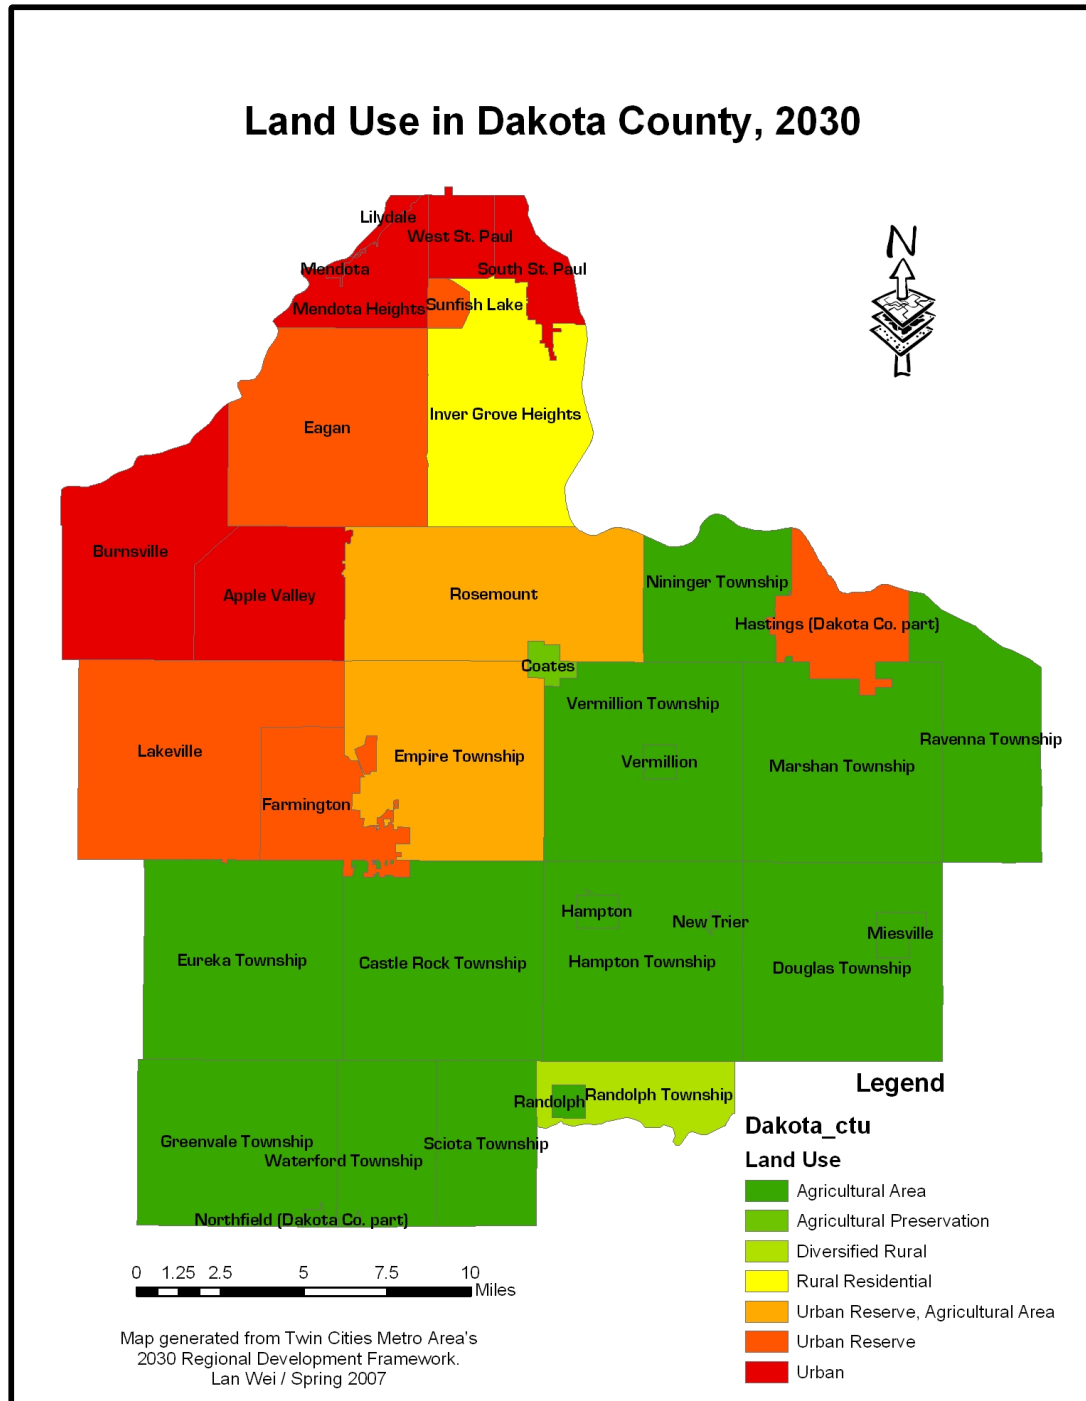 Land Use in Dakota County, 2030
N
Lilydale
West St. Paul
Mendota
South St. Paul
Mendota Heights
Sunfish Lake
Inver Grove Heights
Eagan
Burnsville
Apple Valley
Rosemount
Nininger Township
Hastings (Dakota Co. part)
Coates
Vermillion Township
Ravenna Township
Lakeville
Empire Township
Vermillion
Marshan Township
Farmington
Hampton
New Trier
Miesville
Eureka Township
Castle Rock Township
Hampton Township
Douglas Township
Randolph
Randolph Township
Greenvale Township
Waterford Township
Sciota Township
Northfield (Dakota Co. part)
Legend
Dakota_ctu
Land Use
Agricultural Area
Agricultural Preservation
Diversified Rural
Rural Residential
Urban Reserve, Agricultural Area
Urban Reserve
Urban
0 1.25 2.5 5 7.5 10
Miles
Map generated from Twin Cities Metro Area's
2030 Regional Development Framework.
Lan Wei / Spring 2007